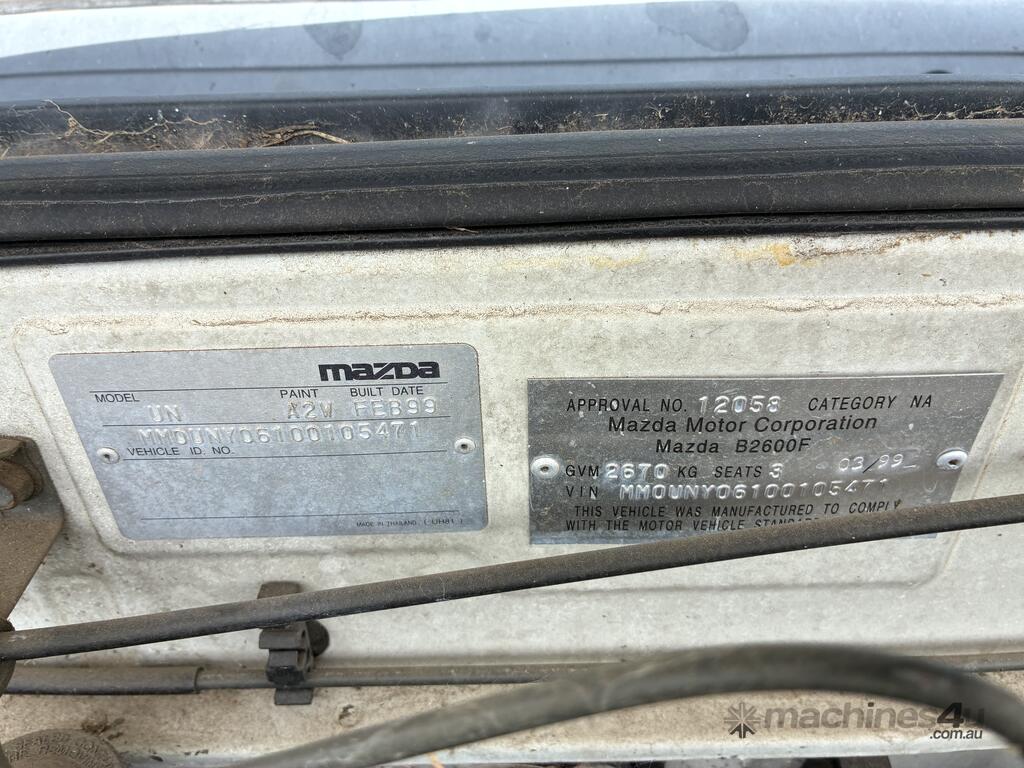 mazda
MODEL PAINT BUILT DATE
UN A2W FEB99
MM0UNY06100105471
VEHICLE ID. NO.
MADE IN THAILAND (UH81)
APPROVAL NO. 12058 CATEGORY NA
Mazda Motor Corporation
Mazda B2600F
GVM 2670 KG SEATS 3 03/99
VIN MM0UNY06100105471
THIS VEHICLE WAS MANUFACTURED TO COMPLY
WITH THE MOTOR VEHICLE
machines4u
.com.au